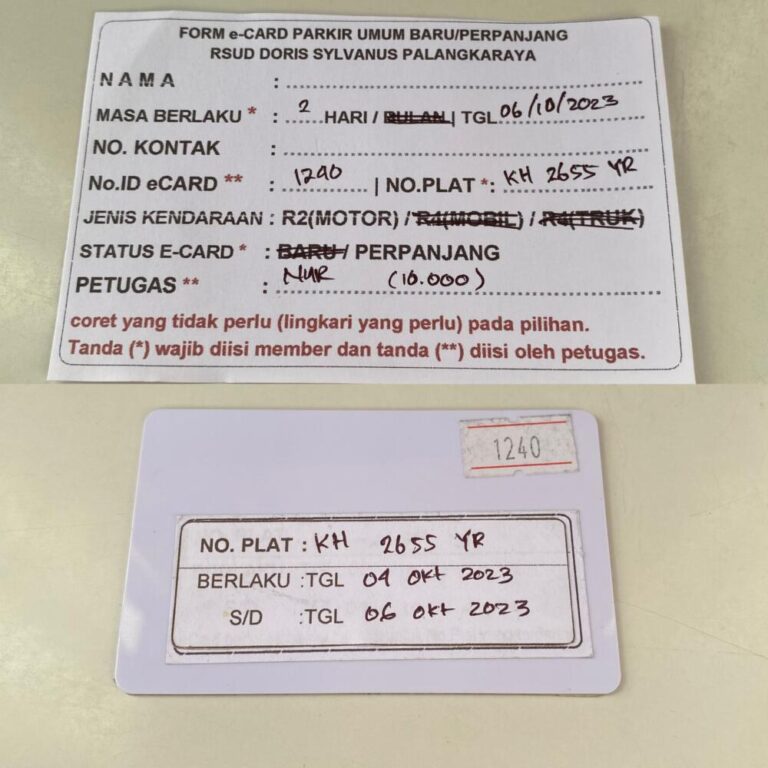 FORM e-CARD PARKIR UMUM BARU/PERPANJANG
RSUD DORIS SYLVANUS PALANGKARAYA
NAMA :
MASA BERLAKU * : 2 HARI / BULAN | TGL 06/10/2023
NO. KONTAK :
No.ID eCARD ** : 1240 | NO.PLAT *: KH 2655 YR
JENIS KENDARAAN : R2(MOTOR) / R4(MOBIL) / R4(TRUK)
STATUS E-CARD * : BARU / PERPANJANG
PETUGAS ** : NUR (10.000)
coret yang tidak perlu (lingkari yang perlu) pada pilihan.
Tanda (*) wajib diisi member dan tanda (**) diisi oleh petugas.
1240
NO. PLAT : KH 2655 YR
BERLAKU :TGL 04 Okt 2023
S/D :TGL 06 Okt 2023